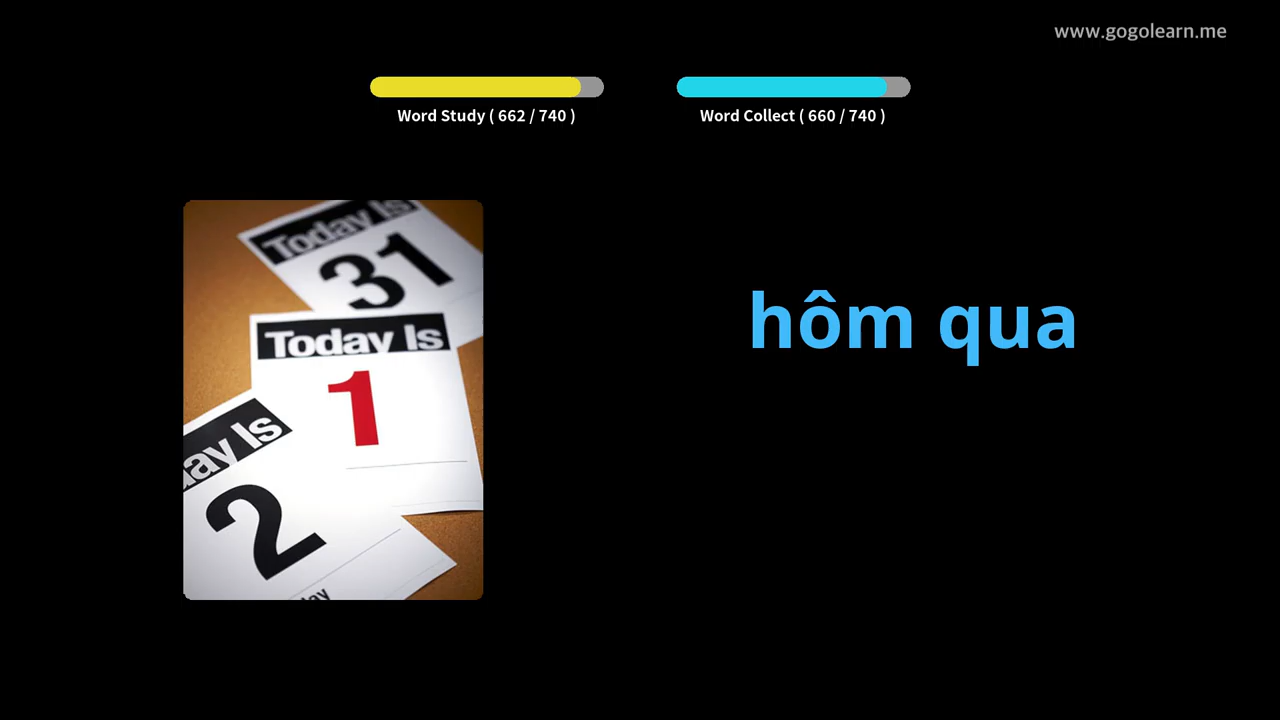 www.gogolearn.me
Word Study ( 662 / 740 )
Word Collect ( 660 / 740 )
Today Is
31
Today Is
1
hôm qua
ay Is
2
ay